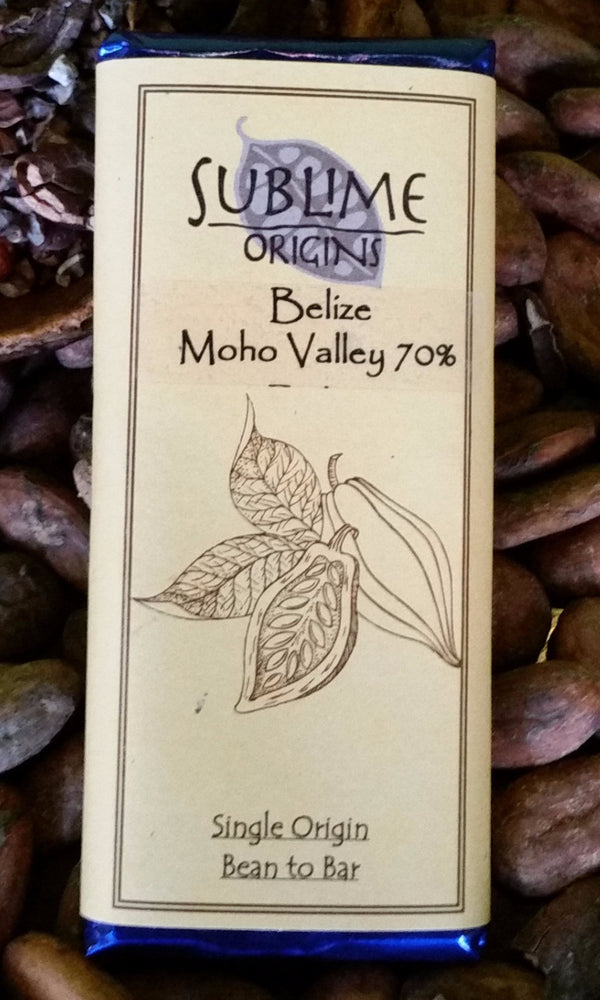 SUBLIME
ORIGINS
Belize
Moho Valley 70%
Single Origin
Bean to Bar